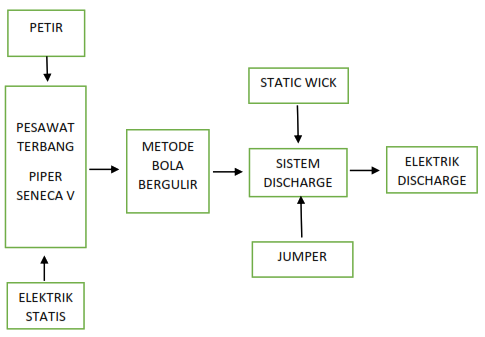 PETIR
PESAWAT
TERBANG
PIPER
SENECA V
ELEKTRIK
STATIS
METODE
BOLA
BERGULIR
STATIC WICK
SISTEM
DISCHARGE
JUMPER
ELEKTRIK
DISCHARGE